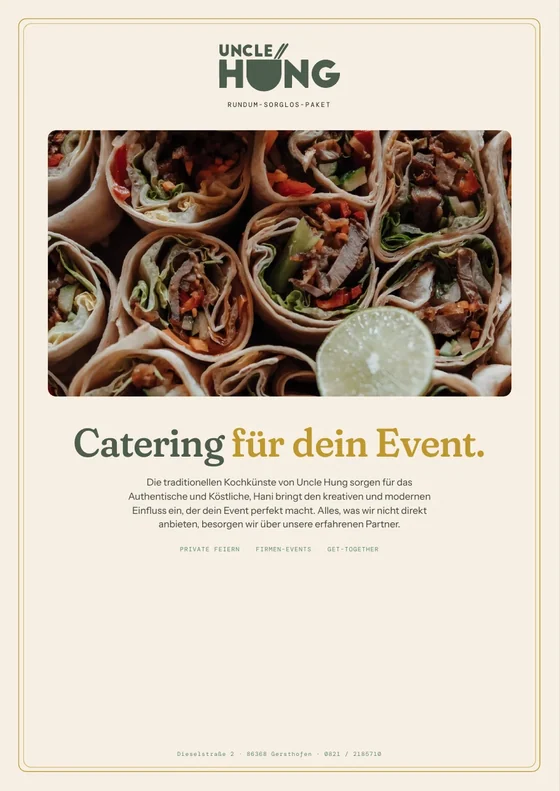 UNCLE
HUNG
RUNDUM-SORGLOS-PAKET
Catering für dein Event.
Die traditionellen Kochkünste von Uncle Hung sorgen für das
Authentische und Köstliche, Hani bringt den kreativen und modernen
Einfluss ein, der dein Event perfekt macht. Alles, was wir nicht direkt
anbieten, besorgen wir über unsere erfahrenen Partner.
PRIVATE FEIERN FIRMEN-EVENTS GET-TOGETHER
Dieselstraße 2 · 86368 Gersthofen · 0821 / 2185710